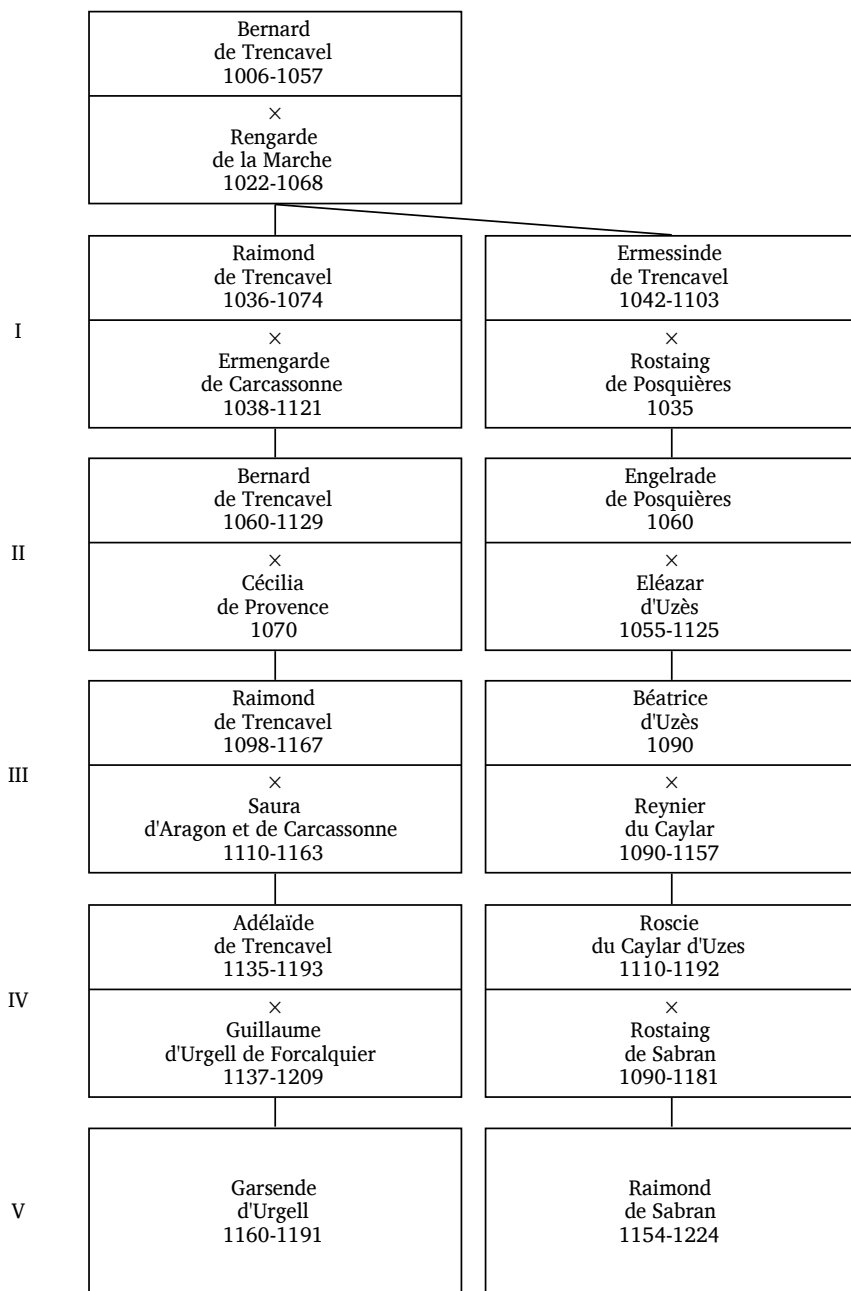 Bernard
de Trencavel
1006-1057
×
Rengarde
de la Marche
1022-1068
I
Raimond
de Trencavel
1036-1074
×
Ermengarde
de Carcassonne
1038-1121
Ermessinde
de Trencavel
1042-1103
×
Rostaing
de Posquières
1035
II
Bernard
de Trencavel
1060-1129
×
Cécilia
de Provence
1070
Engelrade
de Posquières
1060
×
Eléazar
d'Uzès
1055-1125
III
Raimond
de Trencavel
1098-1167
×
Saura
d'Aragon et de Carcassonne
1110-1163
Béatrice
d'Uzès
1090
×
Reynier
du Caylar
1090-1157
IV
Adélaïde
de Trencavel
1135-1193
×
Guillaume
d'Urgell de Forcalquier
1137-1209
Roscie
du Caylar d'Uzes
1110-1192
×
Rostaing
de Sabran
1090-1181
V
Garsende
d'Urgell
1160-1191
Raimond
de Sabran
1154-1224